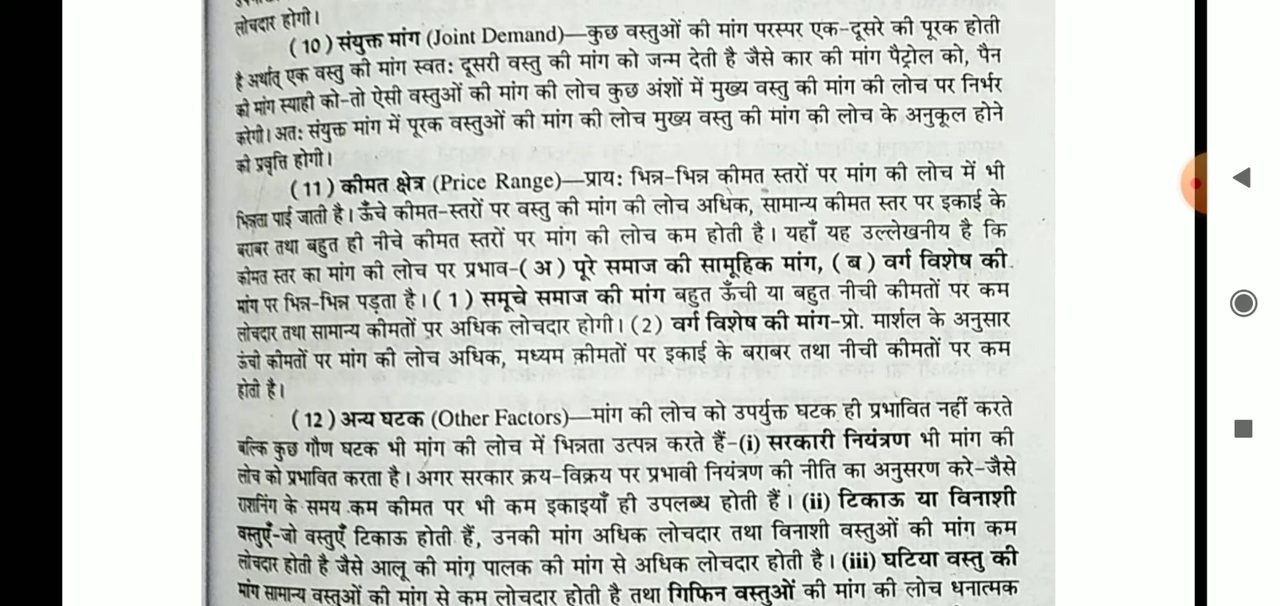 लोचदार होगी।
(10) संयुक्त मांग (Joint Demand)—कुछ वस्तुओं की मांग परस्पर एक-दूसरे की पूरक होती
है अर्थात् एक वस्तु की मांग स्वत: दूसरी वस्तु की मांग को जन्म देती है जैसे कार की मांग पैट्रोल को, पैन
की मांग स्याही को-तो ऐसी वस्तुओं की मांग की लोच कुछ अंशों में मुख्य वस्तु की मांग की लोच पर निर्भर
करेगी। अत: संयुक्त मांग में पूरक वस्तुओं की मांग की लोच मुख्य वस्तु की मांग की लोच के अनुकूल होने
की प्रवृत्ति होगी।
(11) कीमत क्षेत्र (Price Range)—प्राय: भिन्न-भिन्न कीमत स्तरों पर मांग की लोच में भी
भिन्नता पाई जाती है। ऊँचे कीमत-स्तरों पर वस्तु की मांग की लोच अधिक, सामान्य कीमत स्तर पर इकाई के
बराबर तथा बहुत ही नीचे कीमत स्तरों पर मांग की लोच कम होती है। यहाँ यह उल्लेखनीय है कि
कीमत स्तर का मांग की लोच पर प्रभाव-(अ) पूरे समाज की सामूहिक मांग, (ब) वर्ग विशेष की
मांग पर भिन्न-भिन्न पड़ता है। (1) समूचे समाज की मांग बहुत ऊँची या बहुत नीची कीमतों पर कम
लोचदार तथा सामान्य कीमतों पर अधिक लोचदार होगी। (2) वर्ग विशेष की मांग-प्रो. मार्शल के अनुसार
ऊंची कीमतों पर मांग की लोच अधिक, मध्यम क़ीमतों पर इकाई के बराबर तथा नीची कीमतों पर कम
होती है।
(12) अन्य घटक (Other Factors)—मांग की लोच को उपर्युक्त घटक ही प्रभावित नहीं करते
बल्कि कुछ गौण घटक भी मांग की लोच में भिन्नता उत्पन्न करते हैं-(i) सरकारी नियंत्रण भी मांग की
लोच को प्रभावित करता है। अगर सरकार क्रय-विक्रय पर प्रभावी नियंत्रण की नीति का अनुसरण करे-जैसे
राशनिंग के समय कम कीमत पर भी कम इकाइयाँ ही उपलब्ध होती हैं। (ii) टिकाऊ या विनाशी
वस्तुएँ-जो वस्तुएँ टिकाऊ होती हैं, उनकी मांग अधिक लोचदार तथा विनाशी वस्तुओं की मांग कम
लोचदार होती है जैसे आलू की मांग पालक की मांग से अधिक लोचदार होती है। (iii) घटिया वस्तु की
मांग सामान्य वस्तुओं की मांग से कम लोचदार होती है तथा गिफिन वस्तुओं की मांग की लोच धनात्मक